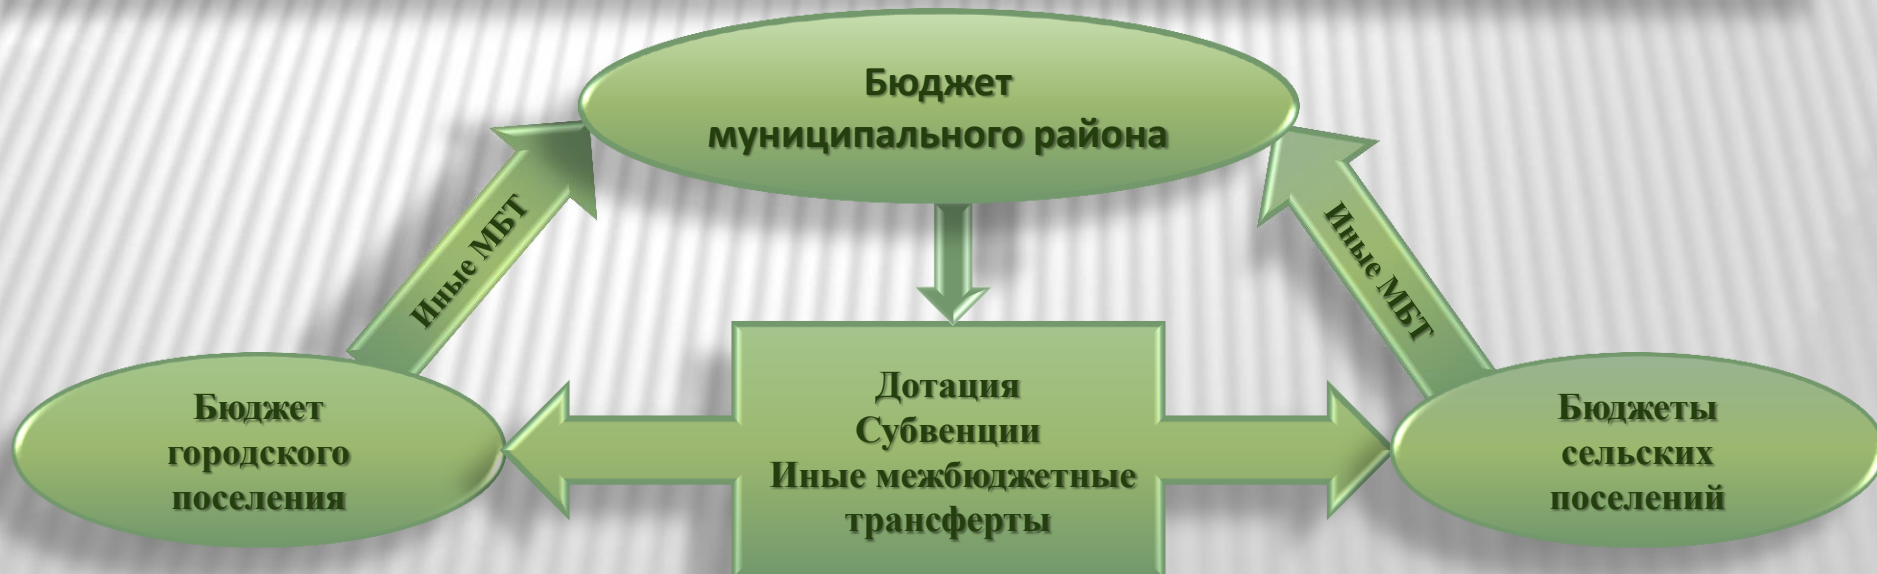 Бюджет
муниципального района
Иные МБТ
Иные МБТ
Бюджет
городского
поселения
Дотация
Субвенции
Иные межбюджетные
трансферты
Бюджеты
сельских
поселений